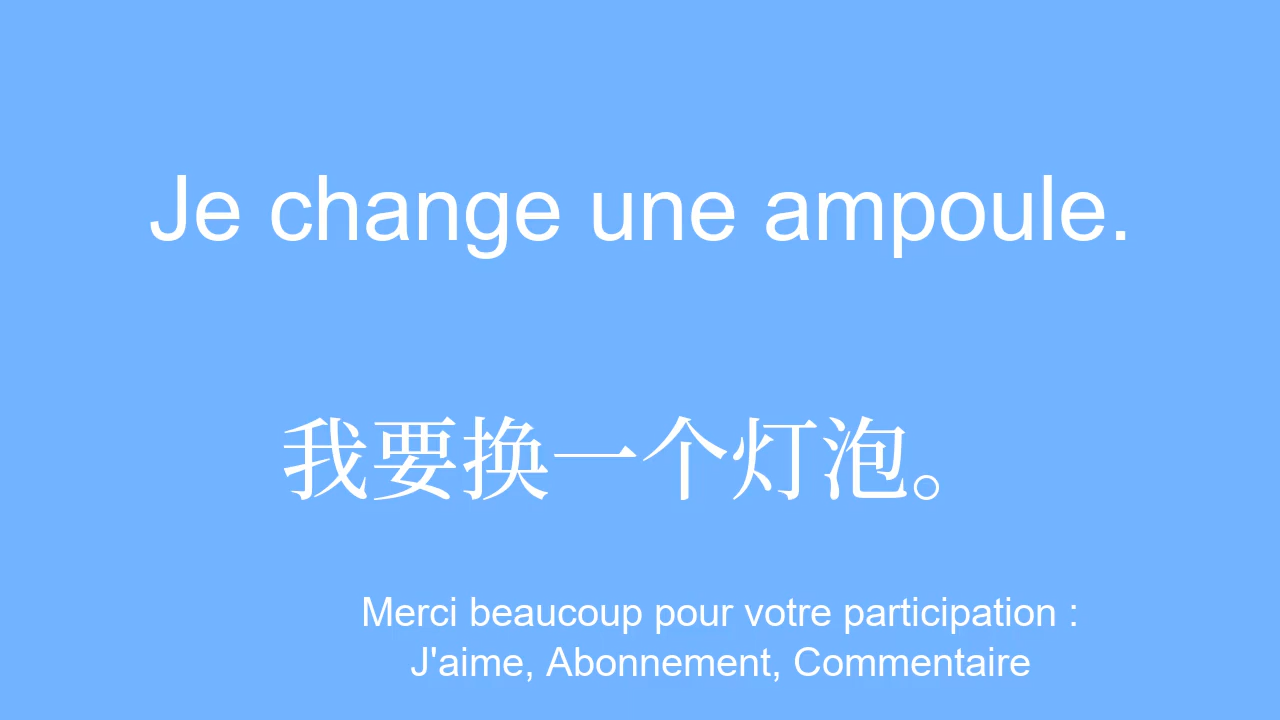 Je change une ampoule.
我要换一个灯泡。
Merci beaucoup pour votre participation :
J'aime, Abonnement, Commentaire